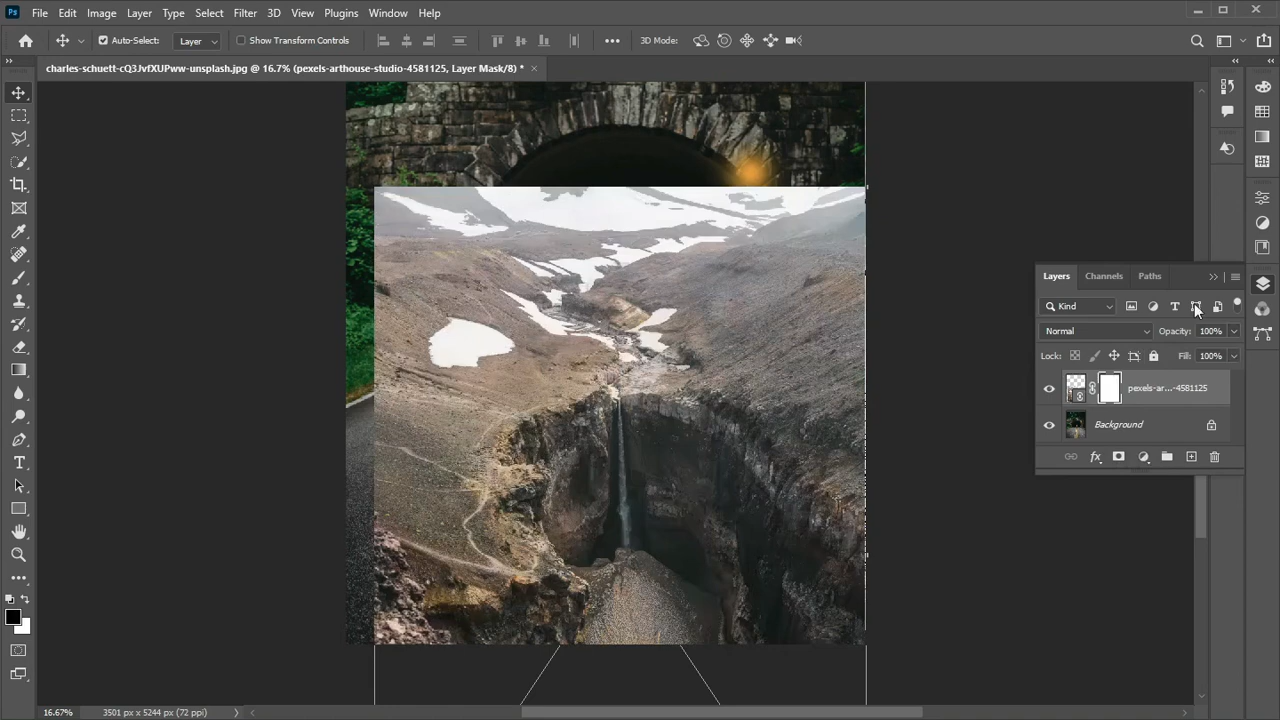 Ps File Edit Image Layer Type Select Filter 3D View Plugins Window Help
Auto-Select: Layer Show Transform Controls 3D Mode:
charles-schuett-cQ3JvfXUPww-unsplash.jpg @ 16.7% (pexels-arthouse-studio-4581125, Layer Mask/8) *
Layers Channels Paths
Kind
Normal Opacity: 100%
Lock: Fill: 100%
pexels-ar...-4581125
Background
fx
16.67% 3501 px x 5244 px (72 ppi)